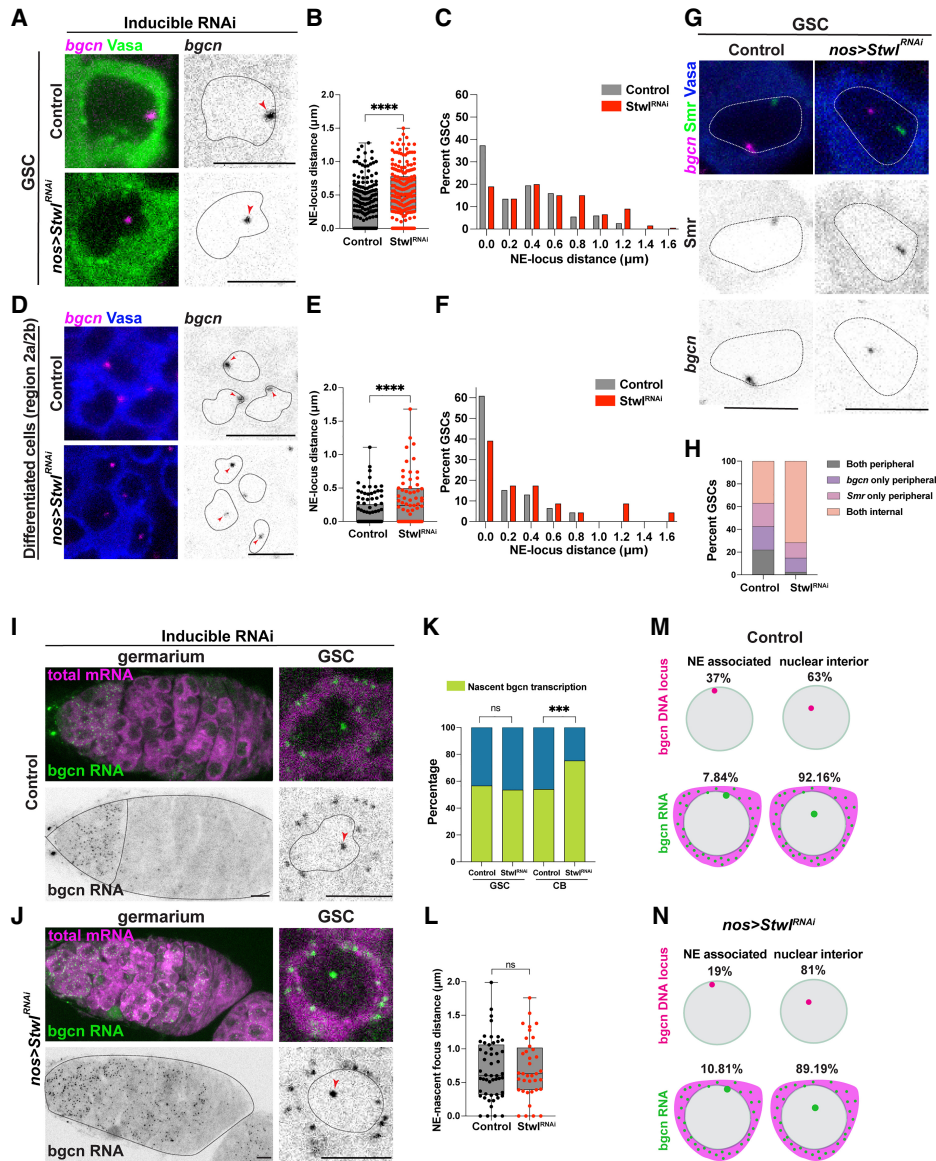 A
Inducible RNAi
bgcn Vasa
bgcn
GSC
Control
nos>Stwl^RNAi
B
****
NE-locus distance (μm)
2.0
1.5
1.0
0.5
0.0
Control
Stwl^RNAi
C
Control
Stwl^RNAi
Percent GSCs
60
50
40
30
20
10
0
0.0 0.2 0.4 0.6 0.8 1.0 1.2 1.4 1.6
NE-locus distance (μm)
D
bgcn Vasa
bgcn
Differentiated cells (region 2a/2b)
Control
nos>Stwl^RNAi
E
****
NE-locus distance (μm)
2.0
1.5
1.0
0.5
0.0
Control
Stwl^RNAi
F
Control
Stwl^RNAi
Percent GSCs
60
50
40
30
20
10
0
0.0 0.2 0.4 0.6 0.8 1.0 1.2 1.4 1.6
NE-locus distance (μm)
G
GSC
Control
nos>Stwl^RNAi
bgcn Smr Vasa
Smr
bgcn
H
Percent GSCs
100
80
60
40
20
0
Control
Stwl^RNAi
Both peripheral
bgcn only peripheral
Smr only peripheral
Both internal
I
Inducible RNAi
germarium
GSC
Control
total mRNA
bgcn RNA
bgcn RNA
J
germarium
GSC
nos>Stwl^RNAi
total mRNA
bgcn RNA
bgcn RNA
K
Nascent bgcn transcription
ns
***
Percentage
100
80
60
40
20
0
Control Stwl^RNAi Control Stwl^RNAi
GSC
CB
L
ns
NE-nascent focus distance (μm)
2.0
1.5
1.0
0.5
0.0
Control
Stwl^RNAi
M
Control
NE associated
nuclear interior
37%
63%
bgcn DNA locus
7.84%
92.16%
bgcn RNA
N
nos>Stwl^RNAi
NE associated
nuclear interior
19%
81%
bgcn DNA locus
10.81%
89.19%
bgcn RNA